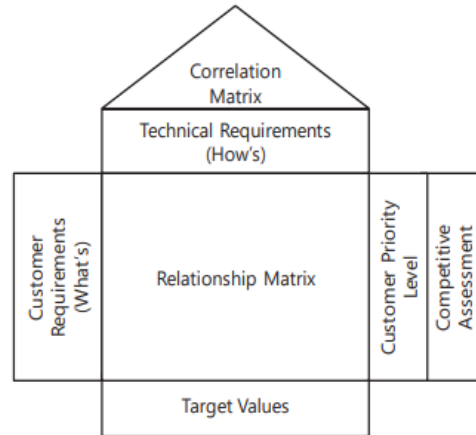 Correlation
Matrix
Technical Requirements
(How's)
Customer
Requirements
(What's)
Relationship Matrix
Customer Priority
Level
Competitive
Assessment
Target Values